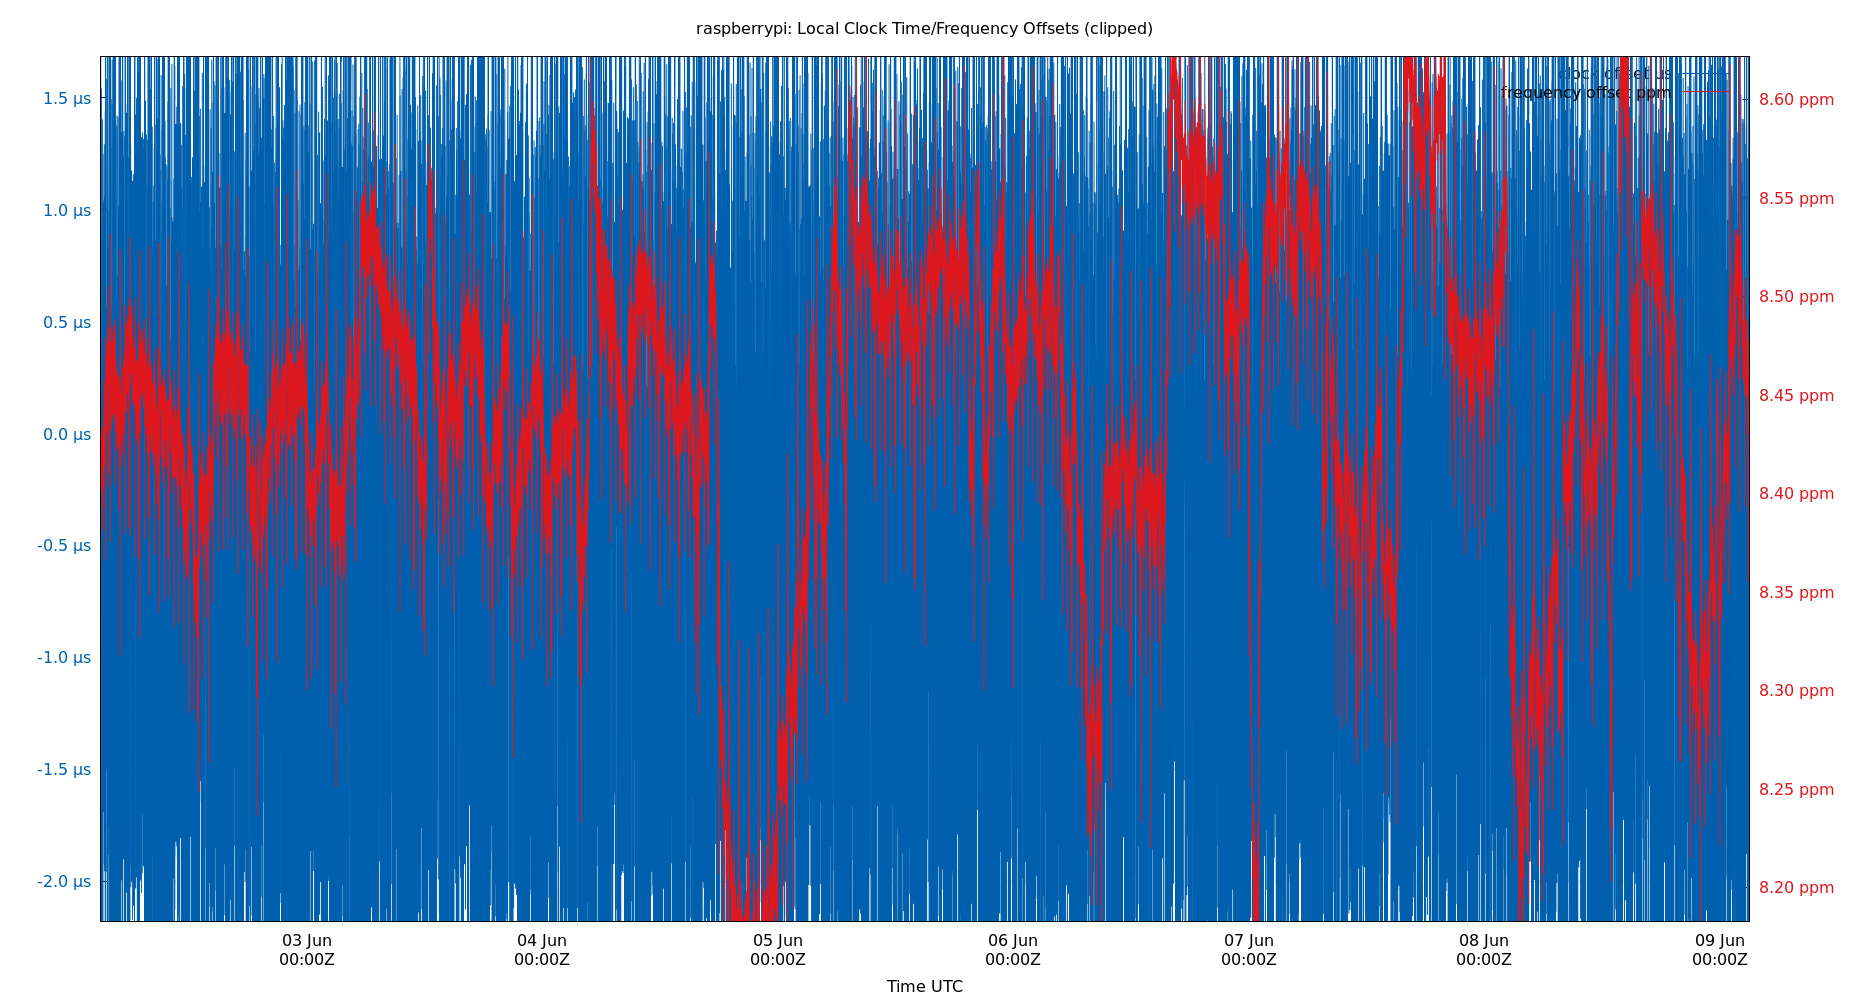 raspberrypi: Local Clock Time/Frequency Offsets (clipped)
clock offset us
frequency offset ppm
1.5 µs
1.0 µs
0.5 µs
0.0 µs
-0.5 µs
-1.0 µs
-1.5 µs
-2.0 µs
8.60 ppm
8.55 ppm
8.50 ppm
8.45 ppm
8.40 ppm
8.35 ppm
8.30 ppm
8.25 ppm
8.20 ppm
03 Jun
00:00Z
04 Jun
00:00Z
05 Jun
00:00Z
06 Jun
00:00Z
07 Jun
00:00Z
08 Jun
00:00Z
09 Jun
00:00Z
Time UTC